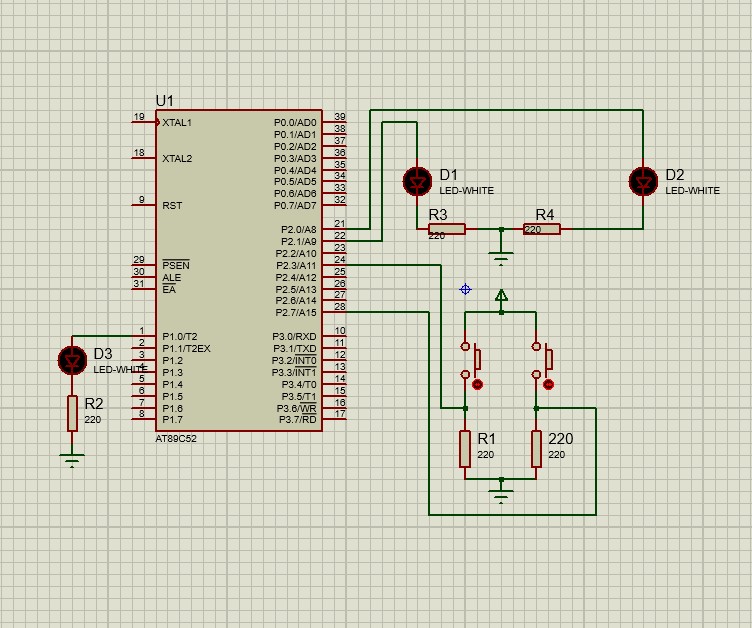 U1
19 XTAL1
18 XTAL2
9 RST
29 PSEN
30 ALE
31 EA
1 P1.0/T2
2 P1.1/T2EX
3 P1.2
4 P1.3
5 P1.4
6 P1.5
7 P1.6
8 P1.7
P0.0/AD0 39
P0.1/AD1 38
P0.2/AD2 37
P0.3/AD3 36
P0.4/AD4 35
P0.5/AD5 34
P0.6/AD6 33
P0.7/AD7 32
P2.0/A8 21
P2.1/A9 22
P2.2/A10 23
P2.3/A11 24
P2.4/A12 25
P2.5/A13 26
P2.6/A14 27
P2.7/A15 28
P3.0/RXD 10
P3.1/TXD 11
P3.2/INT0 12
P3.3/INT1 13
P3.4/T0 14
P3.5/T1 15
P3.6/WR 16
P3.7/RD 17
AT89C52
D3
LED-WHITE
R2
220
D1
LED-WHITE
D2
LED-WHITE
R3
220
R4
220
R1
220
220
220